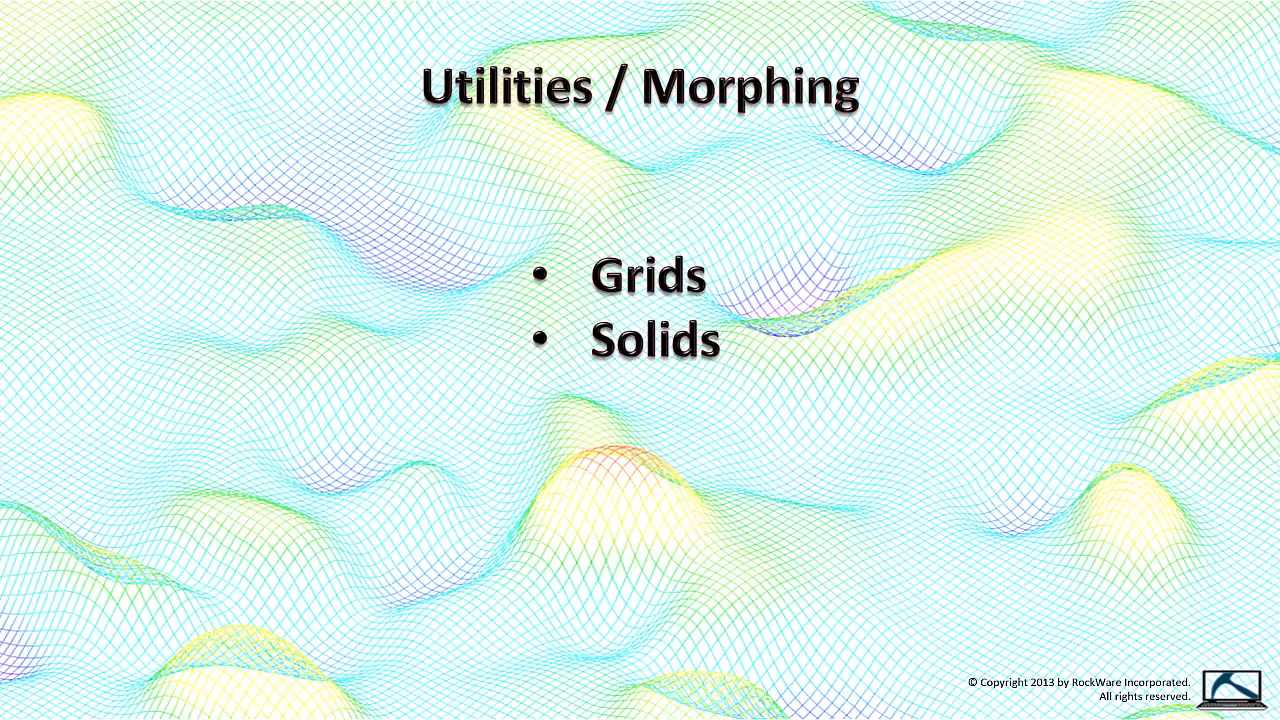 Utilities / Morphing
• Grids
• Solids
© Copyright 2013 by RockWare Incorporated.
All rights reserved.